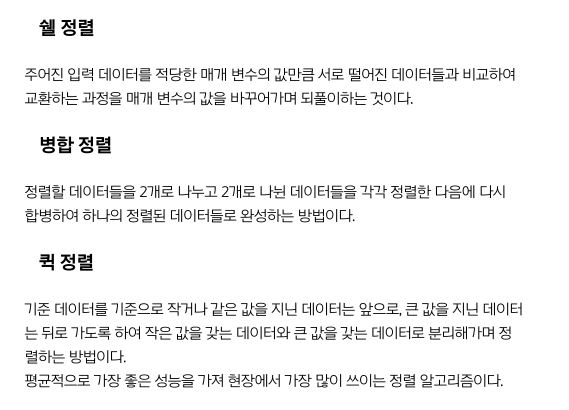 쉘 정렬
주어진 입력 데이터를 적당한 매개 변수의 값만큼 서로 떨어진 데이터들과 비교하여
교환하는 과정을 매개 변수의 값을 바꾸어가며 되풀이하는 것이다.
병합 정렬
정렬할 데이터들을 2개로 나누고 2개로 나뉜 데이터들을 각각 정렬한 다음에 다시
합병하여 하나의 정렬된 데이터들로 완성하는 방법이다.
퀵 정렬
기준 데이터를 기준으로 작거나 같은 값을 지닌 데이터는 앞으로, 큰 값을 지닌 데이터
는 뒤로 가도록 하여 작은 값을 갖는 데이터와 큰 값을 갖는 데이터로 분리해가며 정
렬하는 방법이다.
평균적으로 가장 좋은 성능을 가져 현장에서 가장 많이 쓰이는 정렬 알고리즘이다.